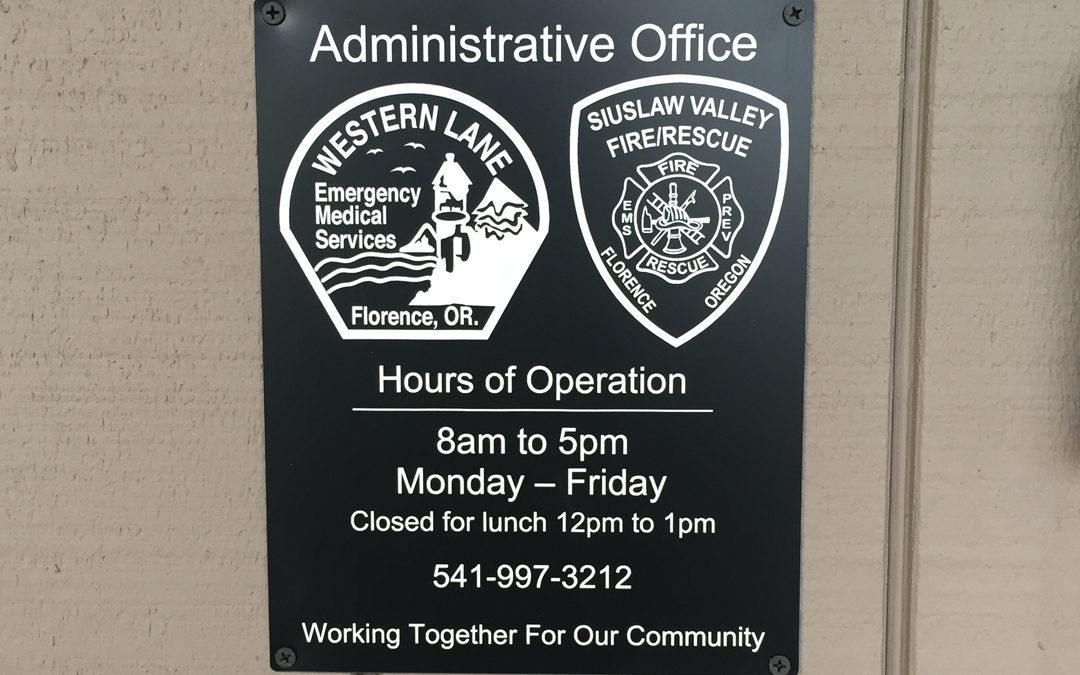 Administrative Office
WESTERN LANE
Emergency
Medical
Services
Florence, OR.
SIUSLAW VALLEY
FIRE/RESCUE
FIRE
EMS
PREV
RESCUE
FLORENCE
OREGON
Hours of Operation
8am to 5pm
Monday – Friday
Closed for lunch 12pm to 1pm
541-997-3212
Working Together For Our Community